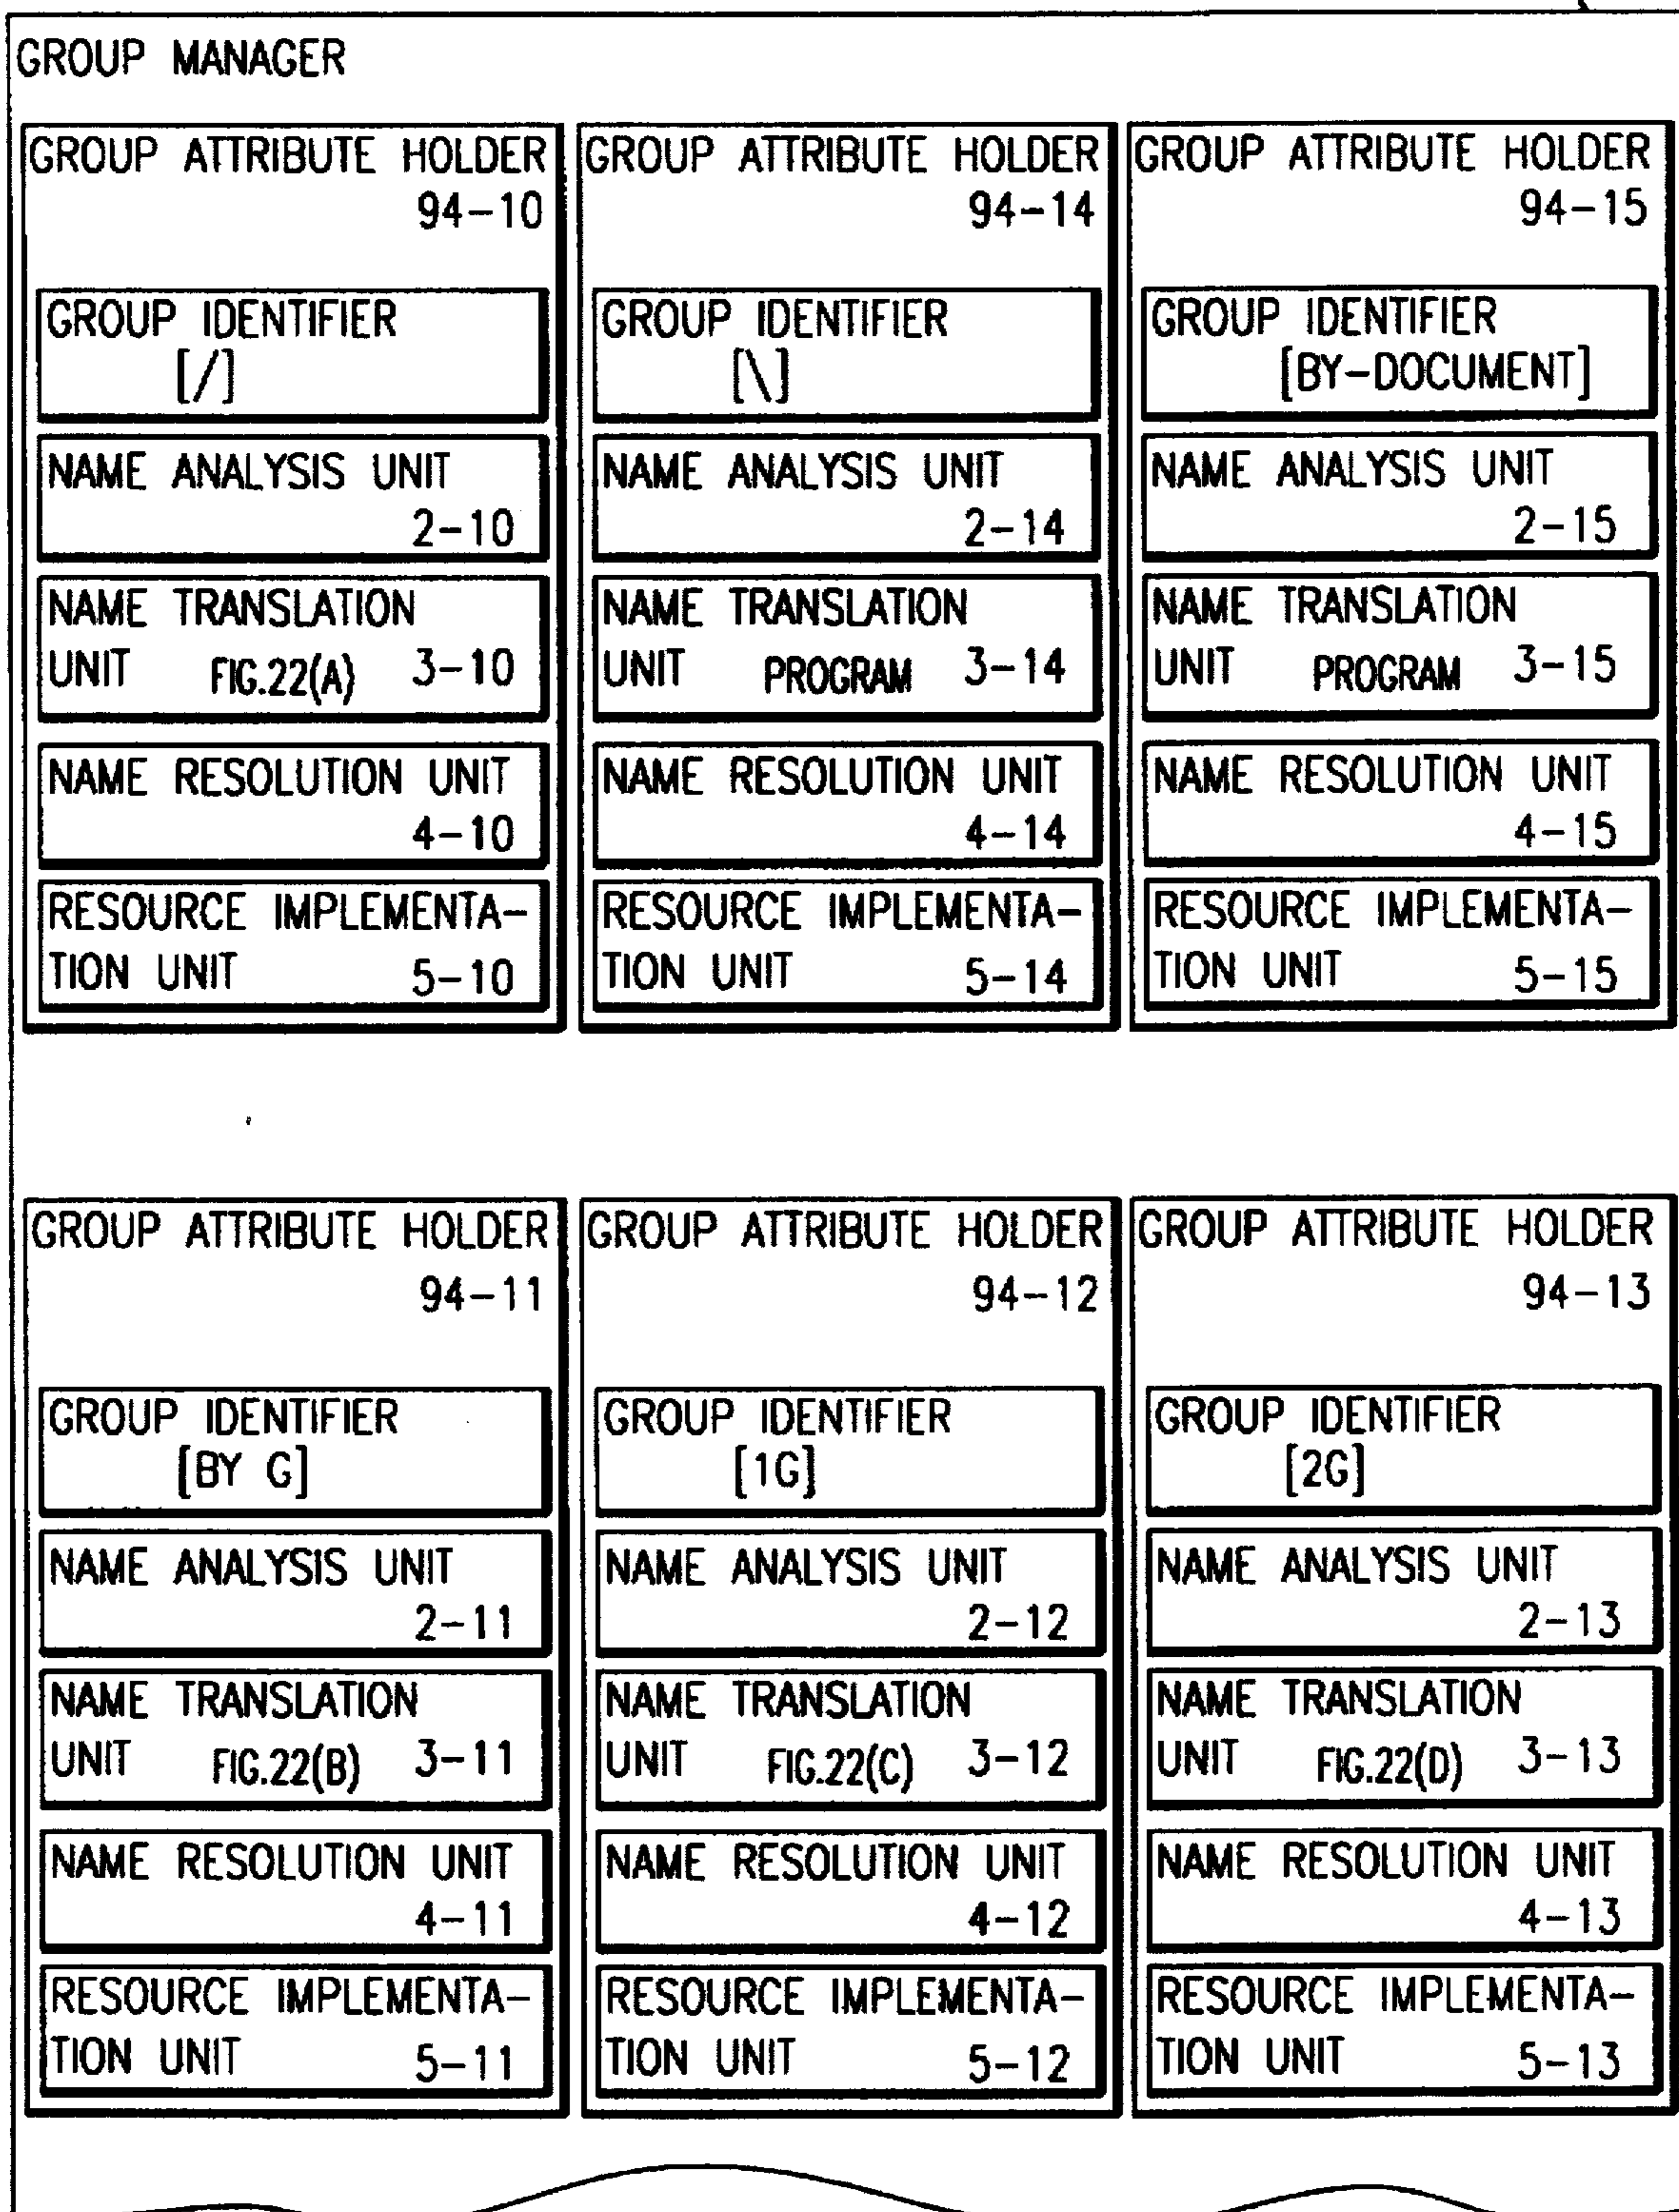 GROUP MANAGER
GROUP ATTRIBUTE HOLDER
94-10
GROUP IDENTIFIER
[/]
NAME ANALYSIS UNIT
2-10
NAME TRANSLATION
UNIT FIG.22(A) 3-10
NAME RESOLUTION UNIT
4-10
RESOURCE IMPLEMENTA-
TION UNIT 5-10
GROUP ATTRIBUTE HOLDER
94-14
GROUP IDENTIFIER
[\]
NAME ANALYSIS UNIT
2-14
NAME TRANSLATION
UNIT PROGRAM 3-14
NAME RESOLUTION UNIT
4-14
RESOURCE IMPLEMENTA-
TION UNIT 5-14
GROUP ATTRIBUTE HOLDER
94-15
GROUP IDENTIFIER
[BY-DOCUMENT]
NAME ANALYSIS UNIT
2-15
NAME TRANSLATION
UNIT PROGRAM 3-15
NAME RESOLUTION UNIT
4-15
RESOURCE IMPLEMENTA-
TION UNIT 5-15
GROUP ATTRIBUTE HOLDER
94-11
GROUP IDENTIFIER
[BY G]
NAME ANALYSIS UNIT
2-11
NAME TRANSLATION
UNIT FIG.22(B) 3-11
NAME RESOLUTION UNIT
4-11
RESOURCE IMPLEMENTA-
TION UNIT 5-11
GROUP ATTRIBUTE HOLDER
94-12
GROUP IDENTIFIER
[1G]
NAME ANALYSIS UNIT
2-12
NAME TRANSLATION
UNIT FIG.22(C) 3-12
NAME RESOLUTION UNIT
4-12
RESOURCE IMPLEMENTA-
TION UNIT 5-12
GROUP ATTRIBUTE HOLDER
94-13
GROUP IDENTIFIER
[2G]
NAME ANALYSIS UNIT
2-13
NAME TRANSLATION
UNIT FIG.22(D) 3-13
NAME RESOLUTION UNIT
4-13
RESOURCE IMPLEMENTA-
TION UNIT 5-13